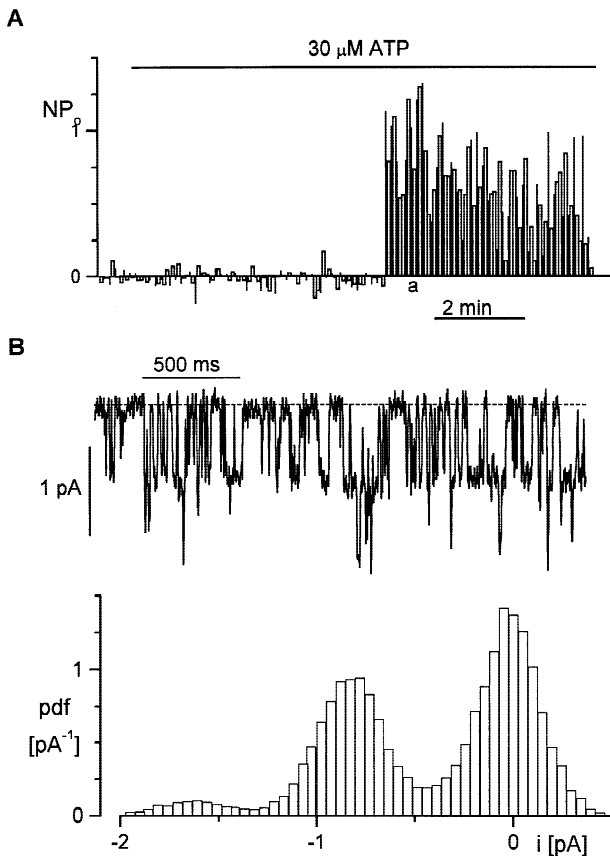 A
30 μM ATP
NPo
1
0
a
2 min
B
500 ms
1 pA
1
pdf
[pA-1]
0
-2
-1
0
i [pA]